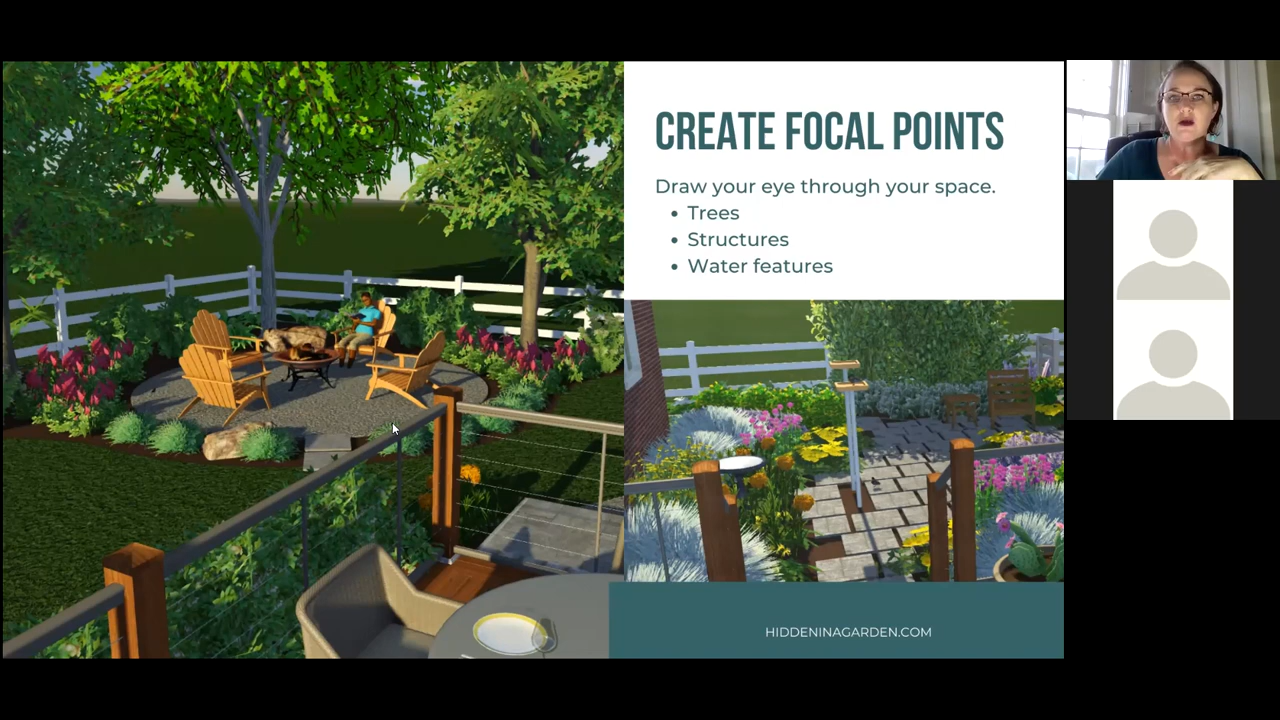 CREATE FOCAL POINTS
Draw your eye through your space.
• Trees
• Structures
• Water features
HIDDENINAGARDEN.COM